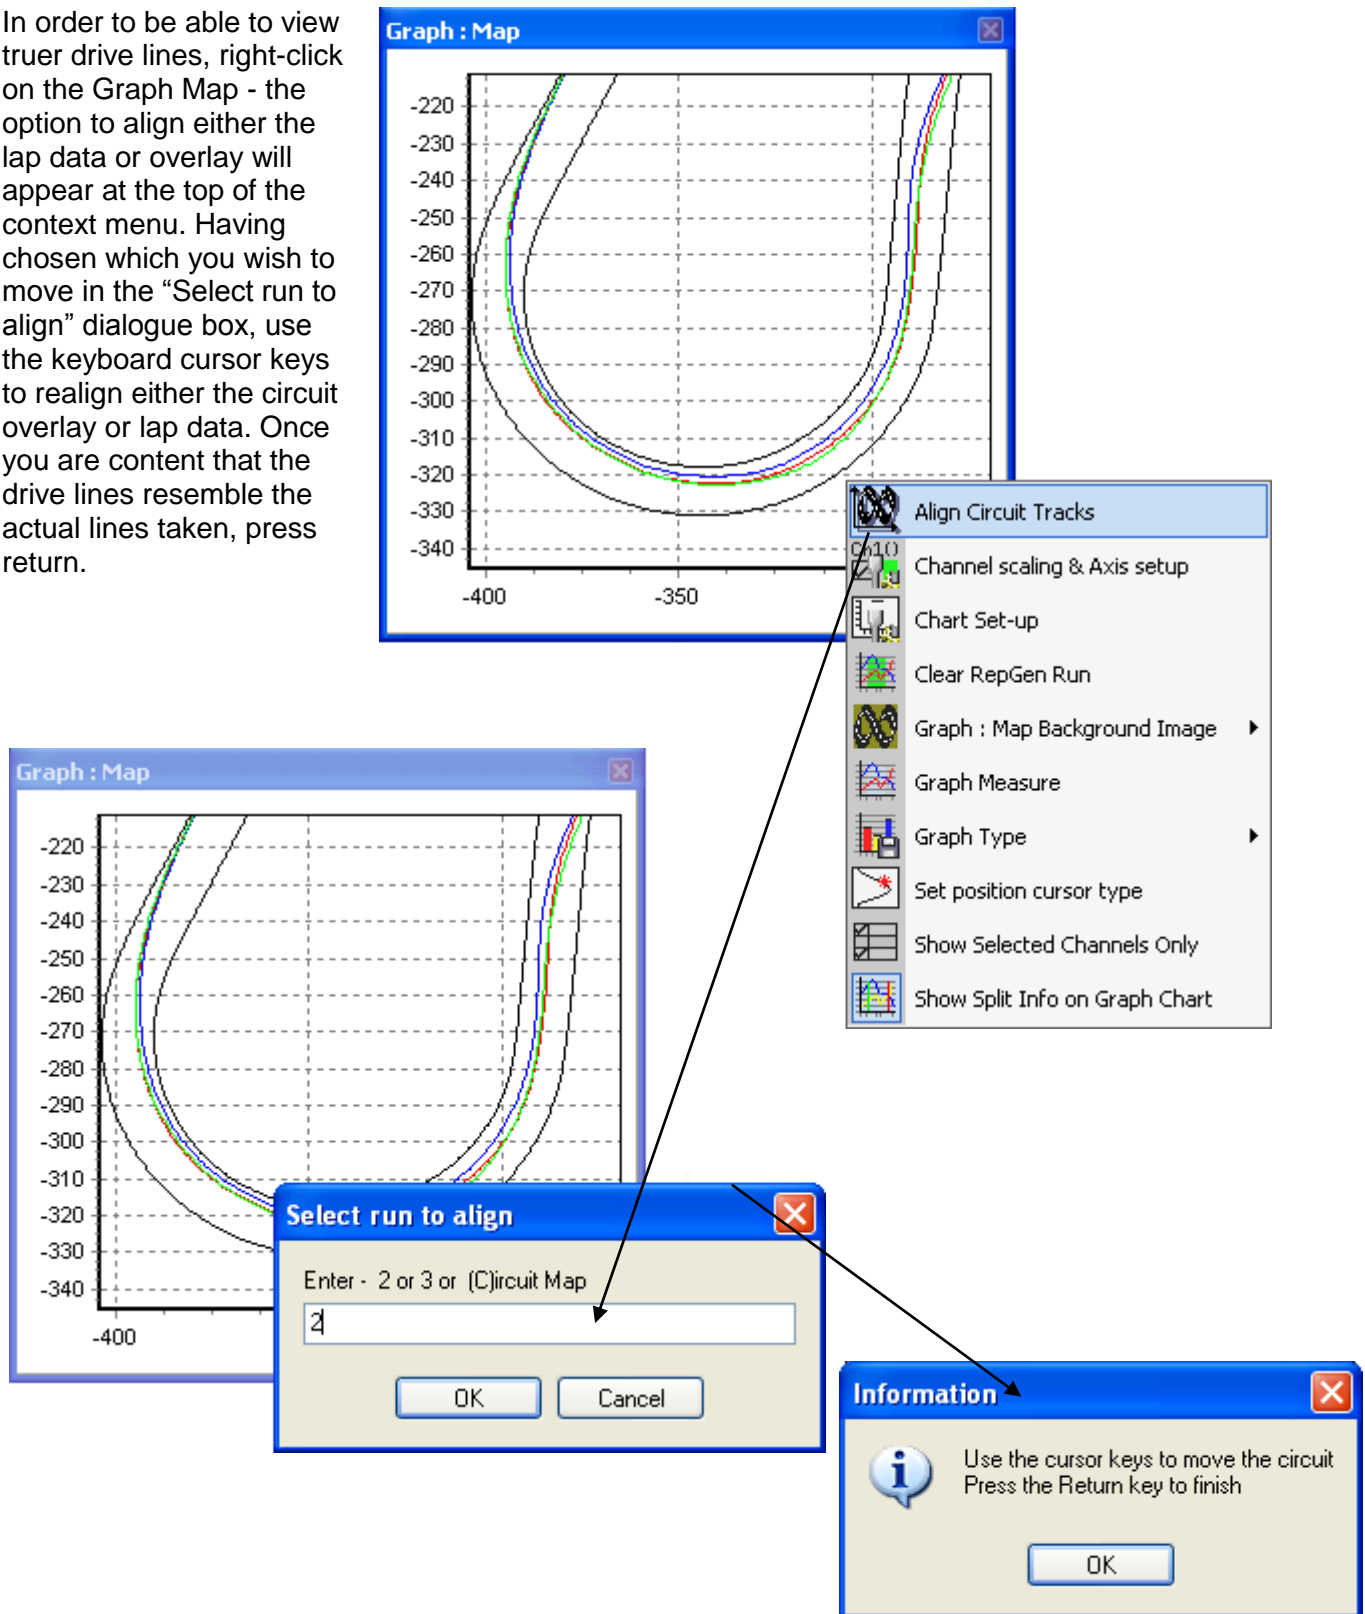 In order to be able to view
truer drive lines, right-click
on the Graph Map - the
option to align either the
lap data or overlay will
appear at the top of the
context menu. Having
chosen which you wish to
move in the “Select run to
align” dialogue box, use
the keyboard cursor keys
to realign either the circuit
overlay or lap data. Once
you are content that the
drive lines resemble the
actual lines taken, press
return.
Graph : Map
-220
-230
-240
-250
-260
-270
-280
-290
-300
-310
-320
-330
-340
-400
-350
Align Circuit Tracks
Ch10
Channel scaling & Axis setup
Chart Set-up
Clear RepGen Run
Graph : Map Background Image
Graph Measure
Graph Type
Set position cursor type
Show Selected Channels Only
Show Split Info on Graph Chart
Graph : Map
-220
-230
-240
-250
-260
-270
-280
-290
-300
-310
-320
-330
-340
-400
Select run to align
Enter - 2 or 3 or (C)ircuit Map
2
OK
Cancel
Information
Use the cursor keys to move the circuit
Press the Return key to finish
OK